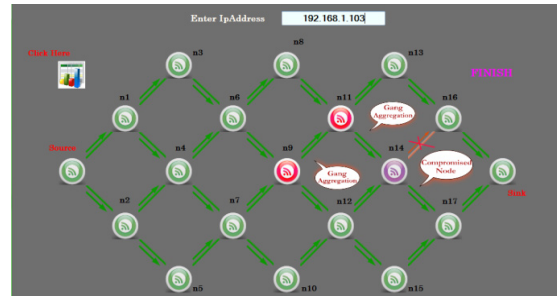 Enter IpAddress 192.168.1.103
n8
n3
n13
Click Here
FINISH
n1
n6
n11
n16
Gang
Aggregation
Source
n4
n9
n14
Compromised
Node
Gang
Aggregation
Sink
n2
n7
n12
n17
n5
n10
n15